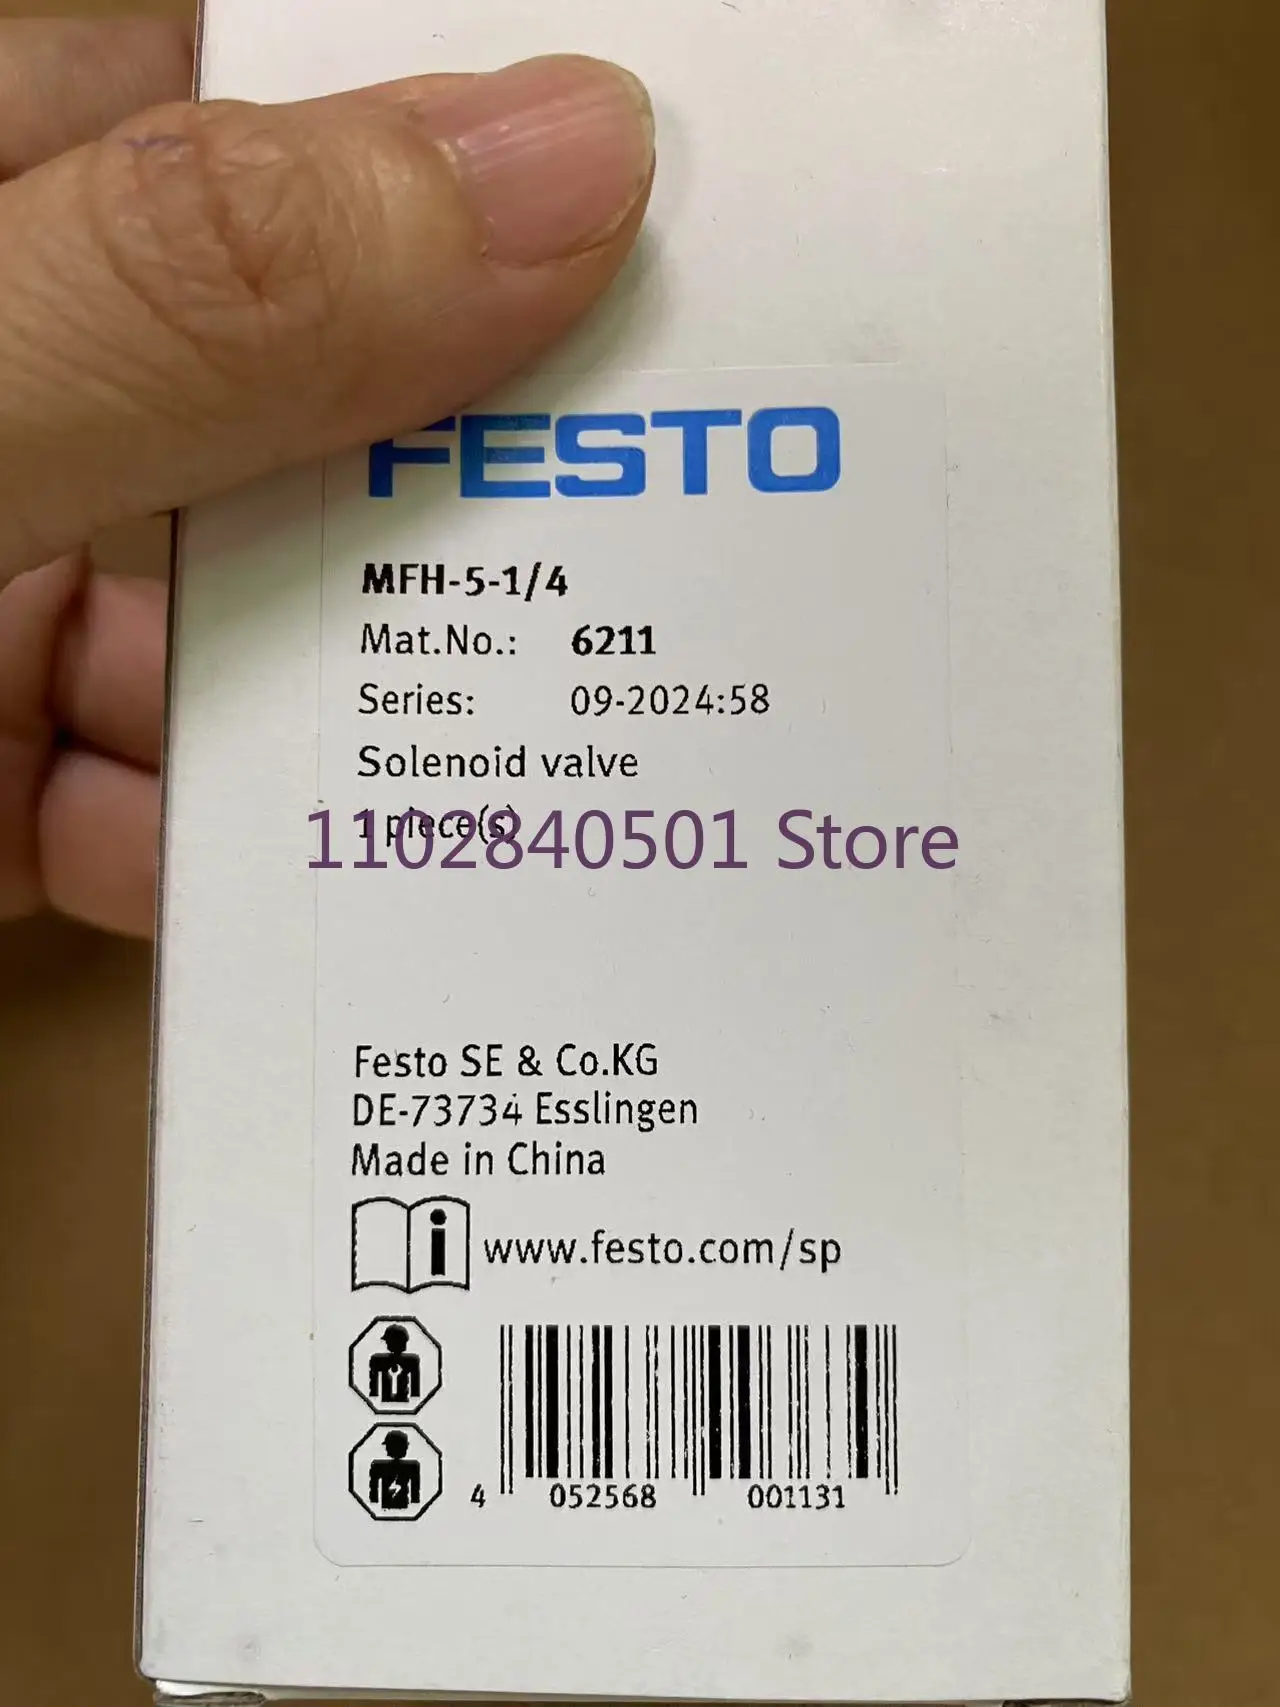 FESTO
MFH-5-1/4
Mat.No.: 6211
Series: 09-2024:58
Solenoid valve
1 piece(s)
1102840501 Store
Festo SE & Co.KG
DE-73734 Esslingen
Made in China
www.festo.com/sp
4 052568 001131